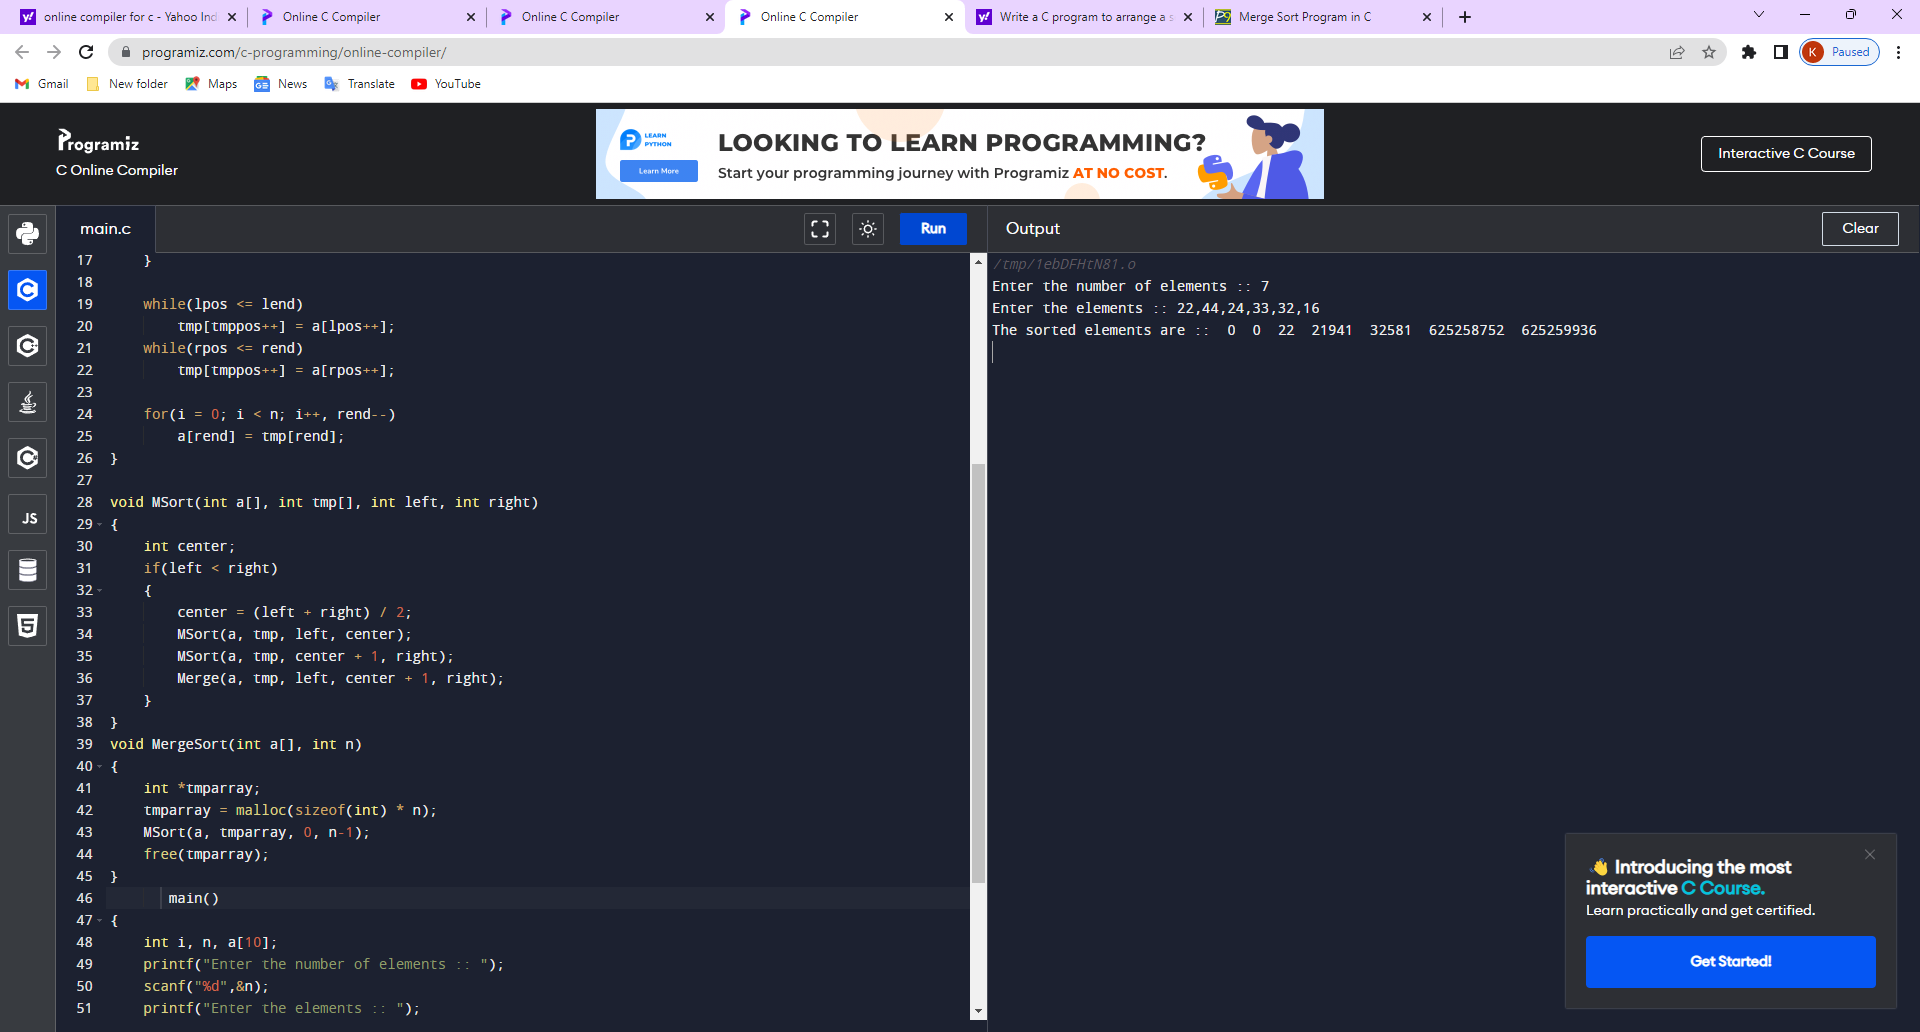 online compiler for c - Yahoo Ind
Online C Compiler
Online C Compiler
Online C Compiler
Write a C program to arrange a s
Merge Sort Program in C
programiz.com/c-programming/online-compiler/
K Paused
Gmail
New folder
Maps
News
Translate
YouTube
Programiz
C Online Compiler
LEARN
PYTHON
Learn More
LOOKING TO LEARN PROGRAMMING?
Start your programming journey with Programiz AT NO COST.
Interactive C Course
main.c
Run
Output
Clear
JS
17 }
18
19 while(lpos <= lend)
20 tmp[tmppos++] = a[lpos++];
21 while(rpos <= rend)
22 tmp[tmppos++] = a[rpos++];
23
24 for(i = 0; i < n; i++, rend--)
25 a[rend] = tmp[rend];
26 }
27
28 void MSort(int a[], int tmp[], int left, int right)
29 {
30 int center;
31 if(left < right)
32 {
33 center = (left + right) / 2;
34 MSort(a, tmp, left, center);
35 MSort(a, tmp, center + 1, right);
36 Merge(a, tmp, left, center + 1, right);
37 }
38 }
39 void MergeSort(int a[], int n)
40 {
41 int *tmparray;
42 tmparray = malloc(sizeof(int) * n);
43 MSort(a, tmparray, 0, n-1);
44 free(tmparray);
45 }
46 main()
47 {
48 int i, n, a[10];
49 printf("Enter the number of elements :: ");
50 scanf("%d",&n);
51 printf("Enter the elements :: ");
/tmp/1ebDFHtN81.o
Enter the number of elements :: 7
Enter the elements :: 22,44,24,33,32,16
The sorted elements are :: 0 0 22 21941 32581 625258752 625259936
👋 Introducing the most
interactive C Course.
Learn practically and get certified.
Get Started!